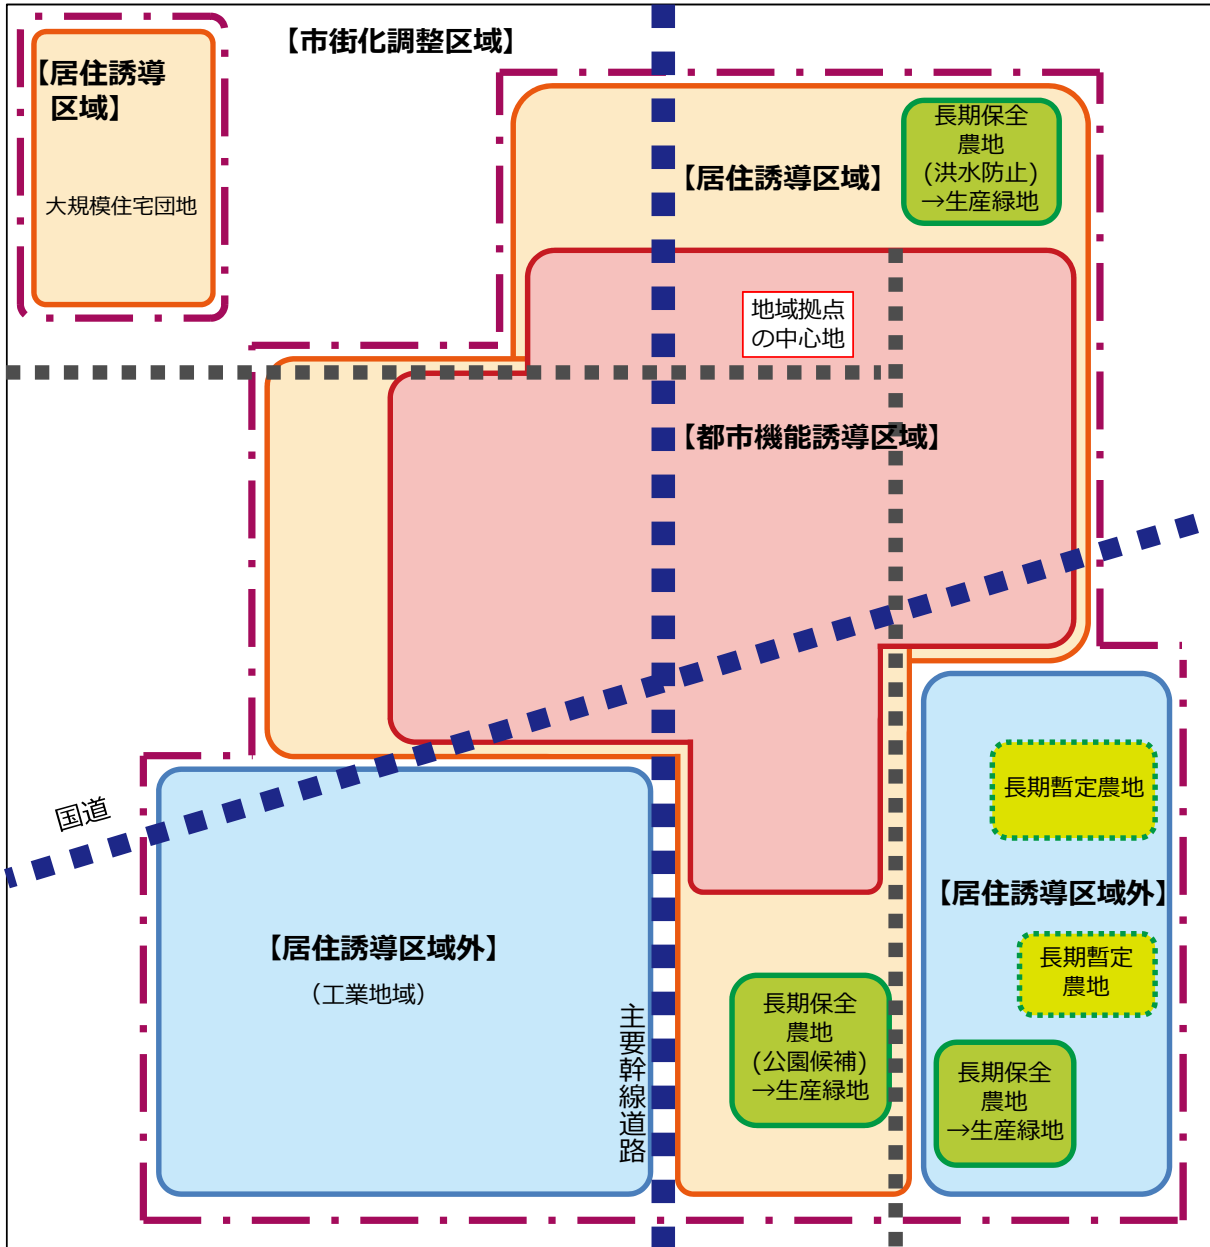 【市街化調整区域】
【居住誘導
区域】
大規模住宅団地
長期保全
農地
(洪水防止)
→生産緑地
【居住誘導区域】
地域拠点
の中心地
【都市機能誘導区域】
国道
長期暫定農地
【居住誘導区域外】
長期暫定
農地
【居住誘導区域外】
（工業地域）
主要幹線道路
長期保全
農地
(公園候補)
→生産緑地
長期保全
農地
→生産緑地